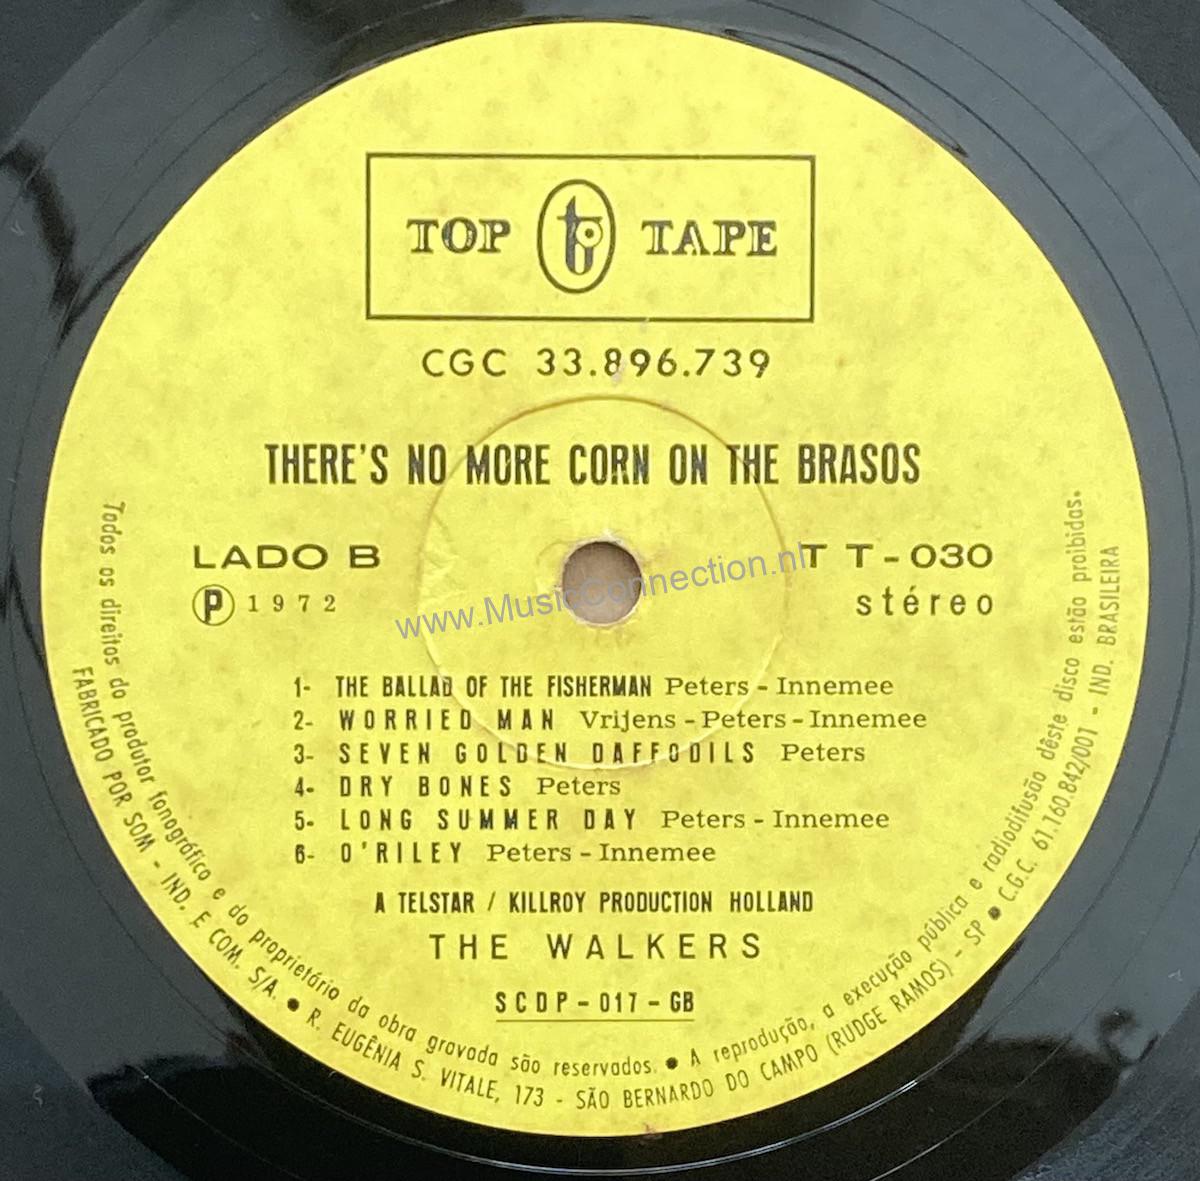 TOP tt TAPE
CGC 33.896.739
THERE'S NO MORE CORN ON THE BRASOS
LADO B
T T - 030
℗ 1972
stéreo
www.MusicConnection.nl
1- THE BALLAD OF THE FISHERMAN Peters - Innemee
2- WORRIED MAN Vrijens - Peters - Innemee
3- SEVEN GOLDEN DAFFODILS Peters
4- DRY BONES Peters
5- LONG SUMMER DAY Peters - Innemee
6- O'RILEY Peters - Innemee
A TELSTAR / KILLROY PRODUCTION HOLLAND
THE WALKERS
SCDP - 017 - GB
Todos os direitos do produtor fonográfico e do proprietário da obra gravada são reservados. ● A reprodução, a execução pública e radiodifusão dêste disco estão proibidas.
FABRICADO POR SOM - IND. E COM. S/A. ● R. EUGÊNIA S. VITALE, 173 - SÃO BERNARDO DO CAMPO (RUDGE RAMOS) - SP ● C.G.C. 61.160.842/001 - IND. BRASILEIRA